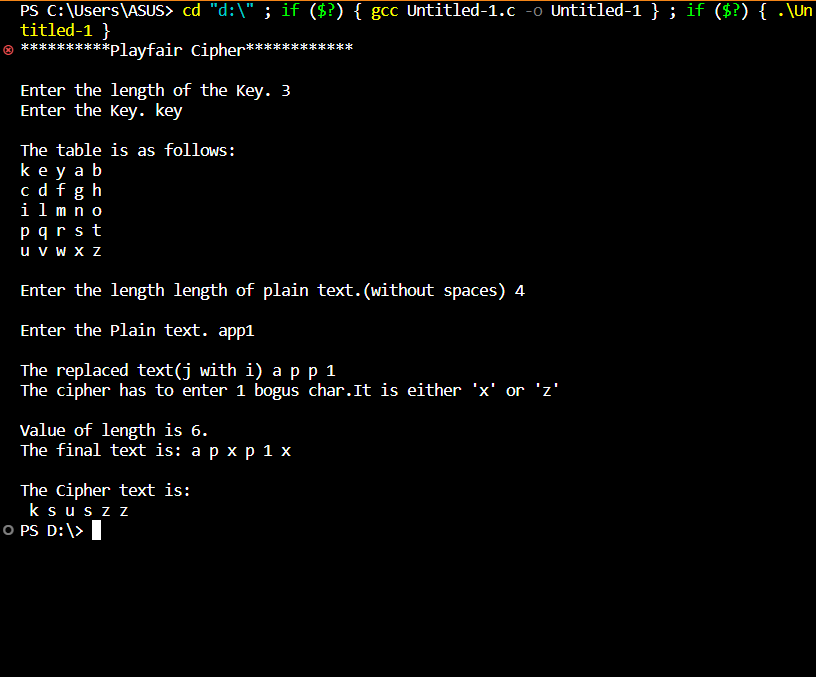 PS C:\Users\ASUS> cd "d:\" ; if ($?) { gcc Untitled-1.c -o Untitled-1 } ; if ($?) { .\Un
titled-1 }
**********Playfair Cipher************
Enter the length of the Key. 3
Enter the Key. key
The table is as follows:
k e y a b
c d f g h
i l m n o
p q r s t
u v w x z
Enter the length length of plain text.(without spaces) 4
Enter the Plain text. app1
The replaced text(j with i) a p p 1
The cipher has to enter 1 bogus char.It is either 'x' or 'z'
Value of length is 6.
The final text is: a p x p 1 x
The Cipher text is:
k s u s z z
PS D:\>